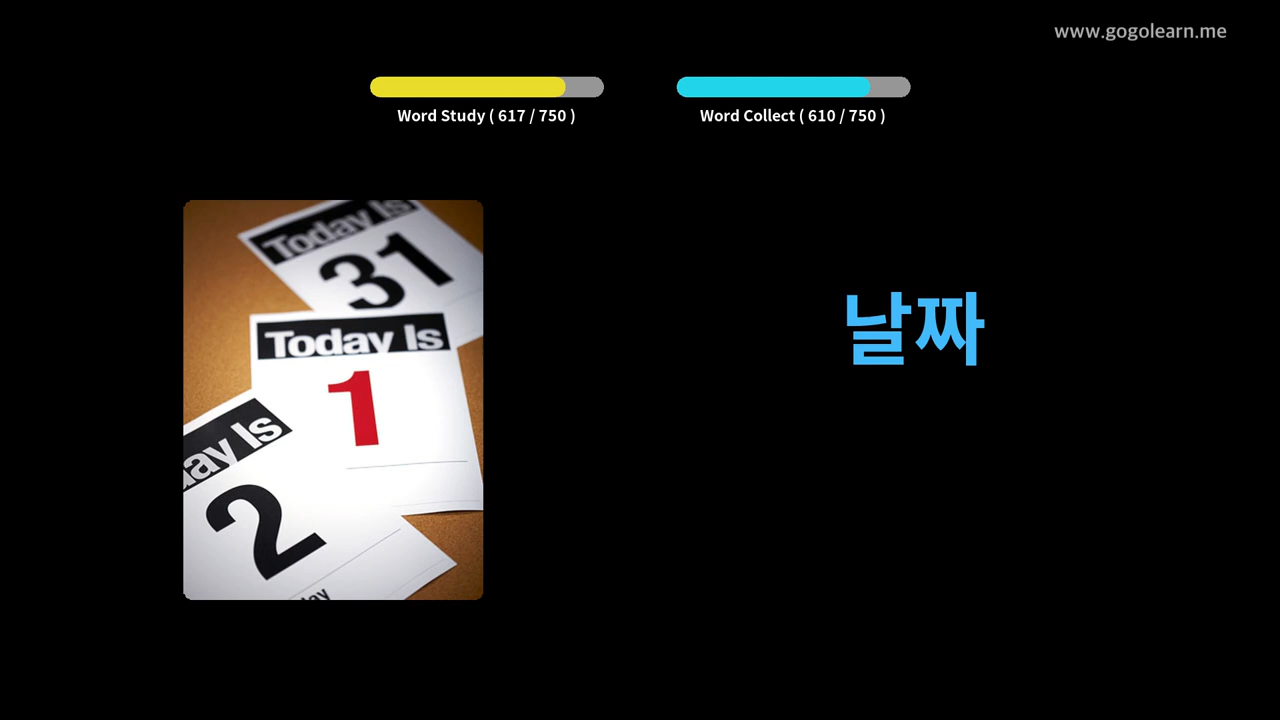 www.gogolearn.me
Word Study ( 617 / 750 )
Word Collect ( 610 / 750 )
Today Is
31
Today Is
1
day Is
2
날짜